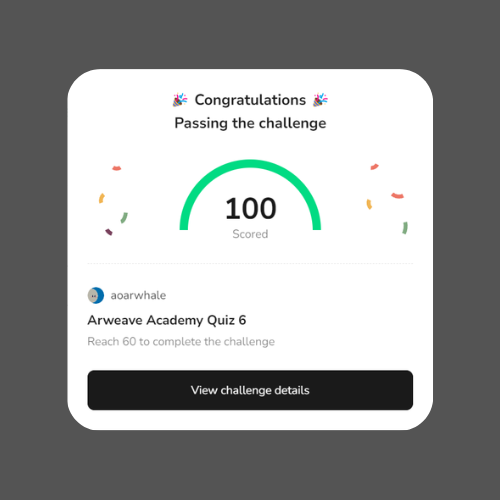 🎉 Congratulations 🎉
Passing the challenge
100
Scored
aoarwhale
Arweave Academy Quiz 6
Reach 60 to complete the challenge
View challenge details